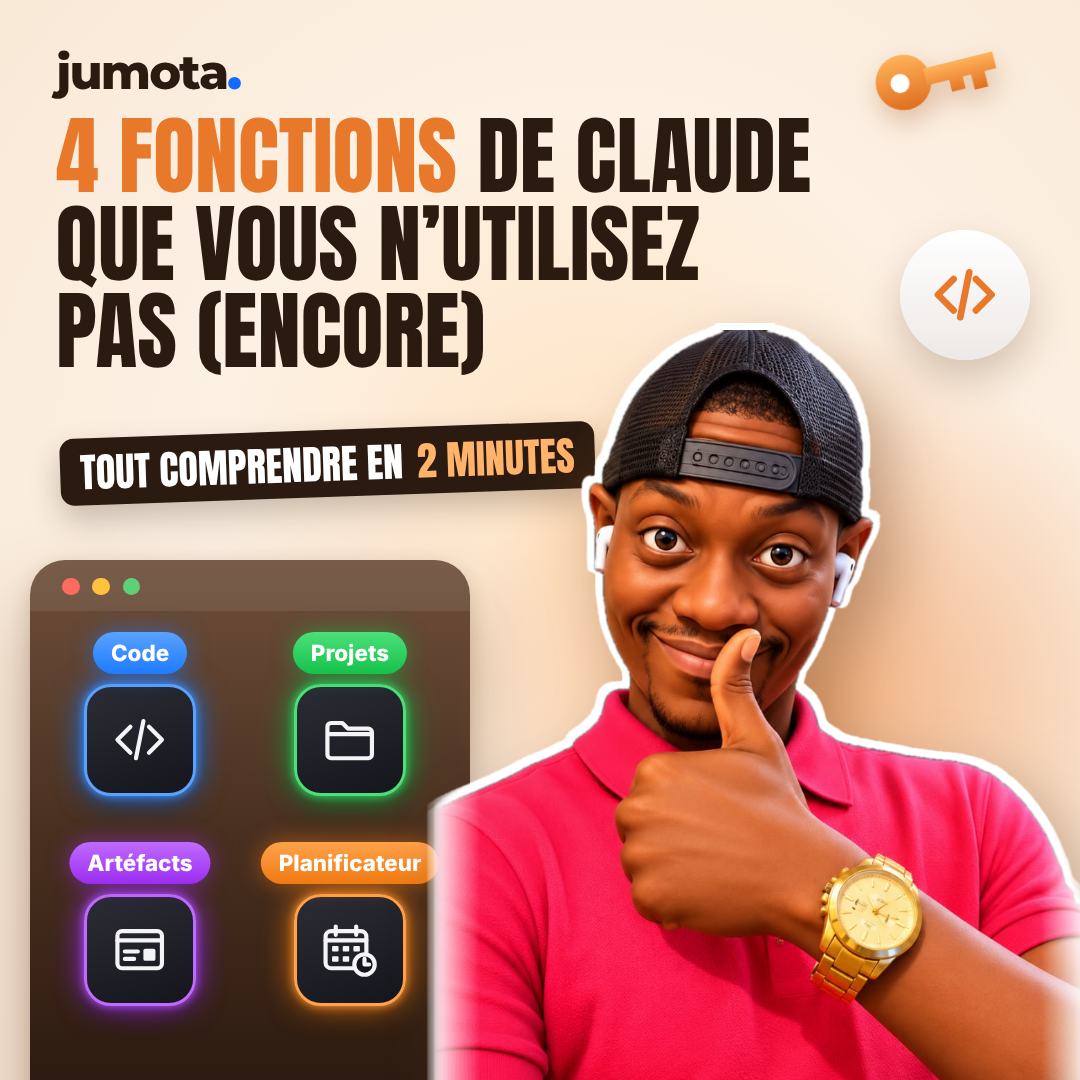 jumota.
4 FONCTIONS DE CLAUDE
QUE VOUS N’UTILISEZ
PAS (ENCORE)
TOUT COMPRENDRE EN 2 MINUTES
Code
Projets
</>
Artéfacts
Planificateur